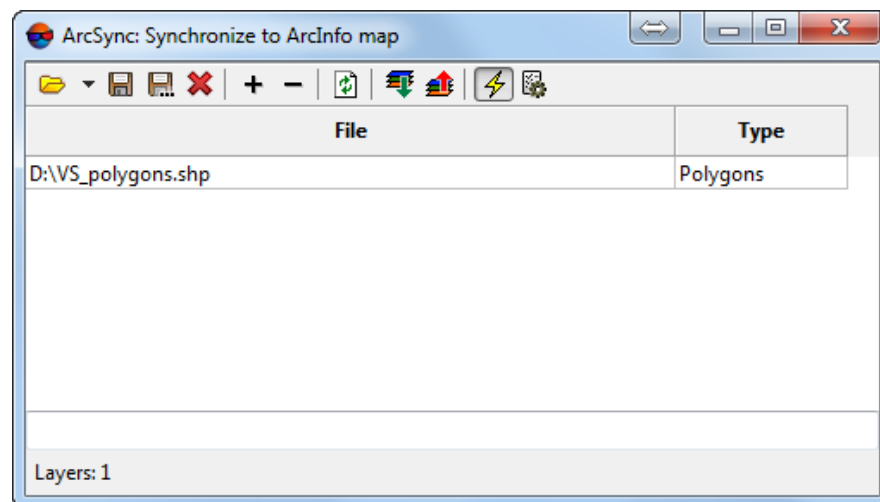 ArcSync: Synchronize to ArcInfo map
File Type
D:\VS_polygons.shp Polygons
Layers: 1